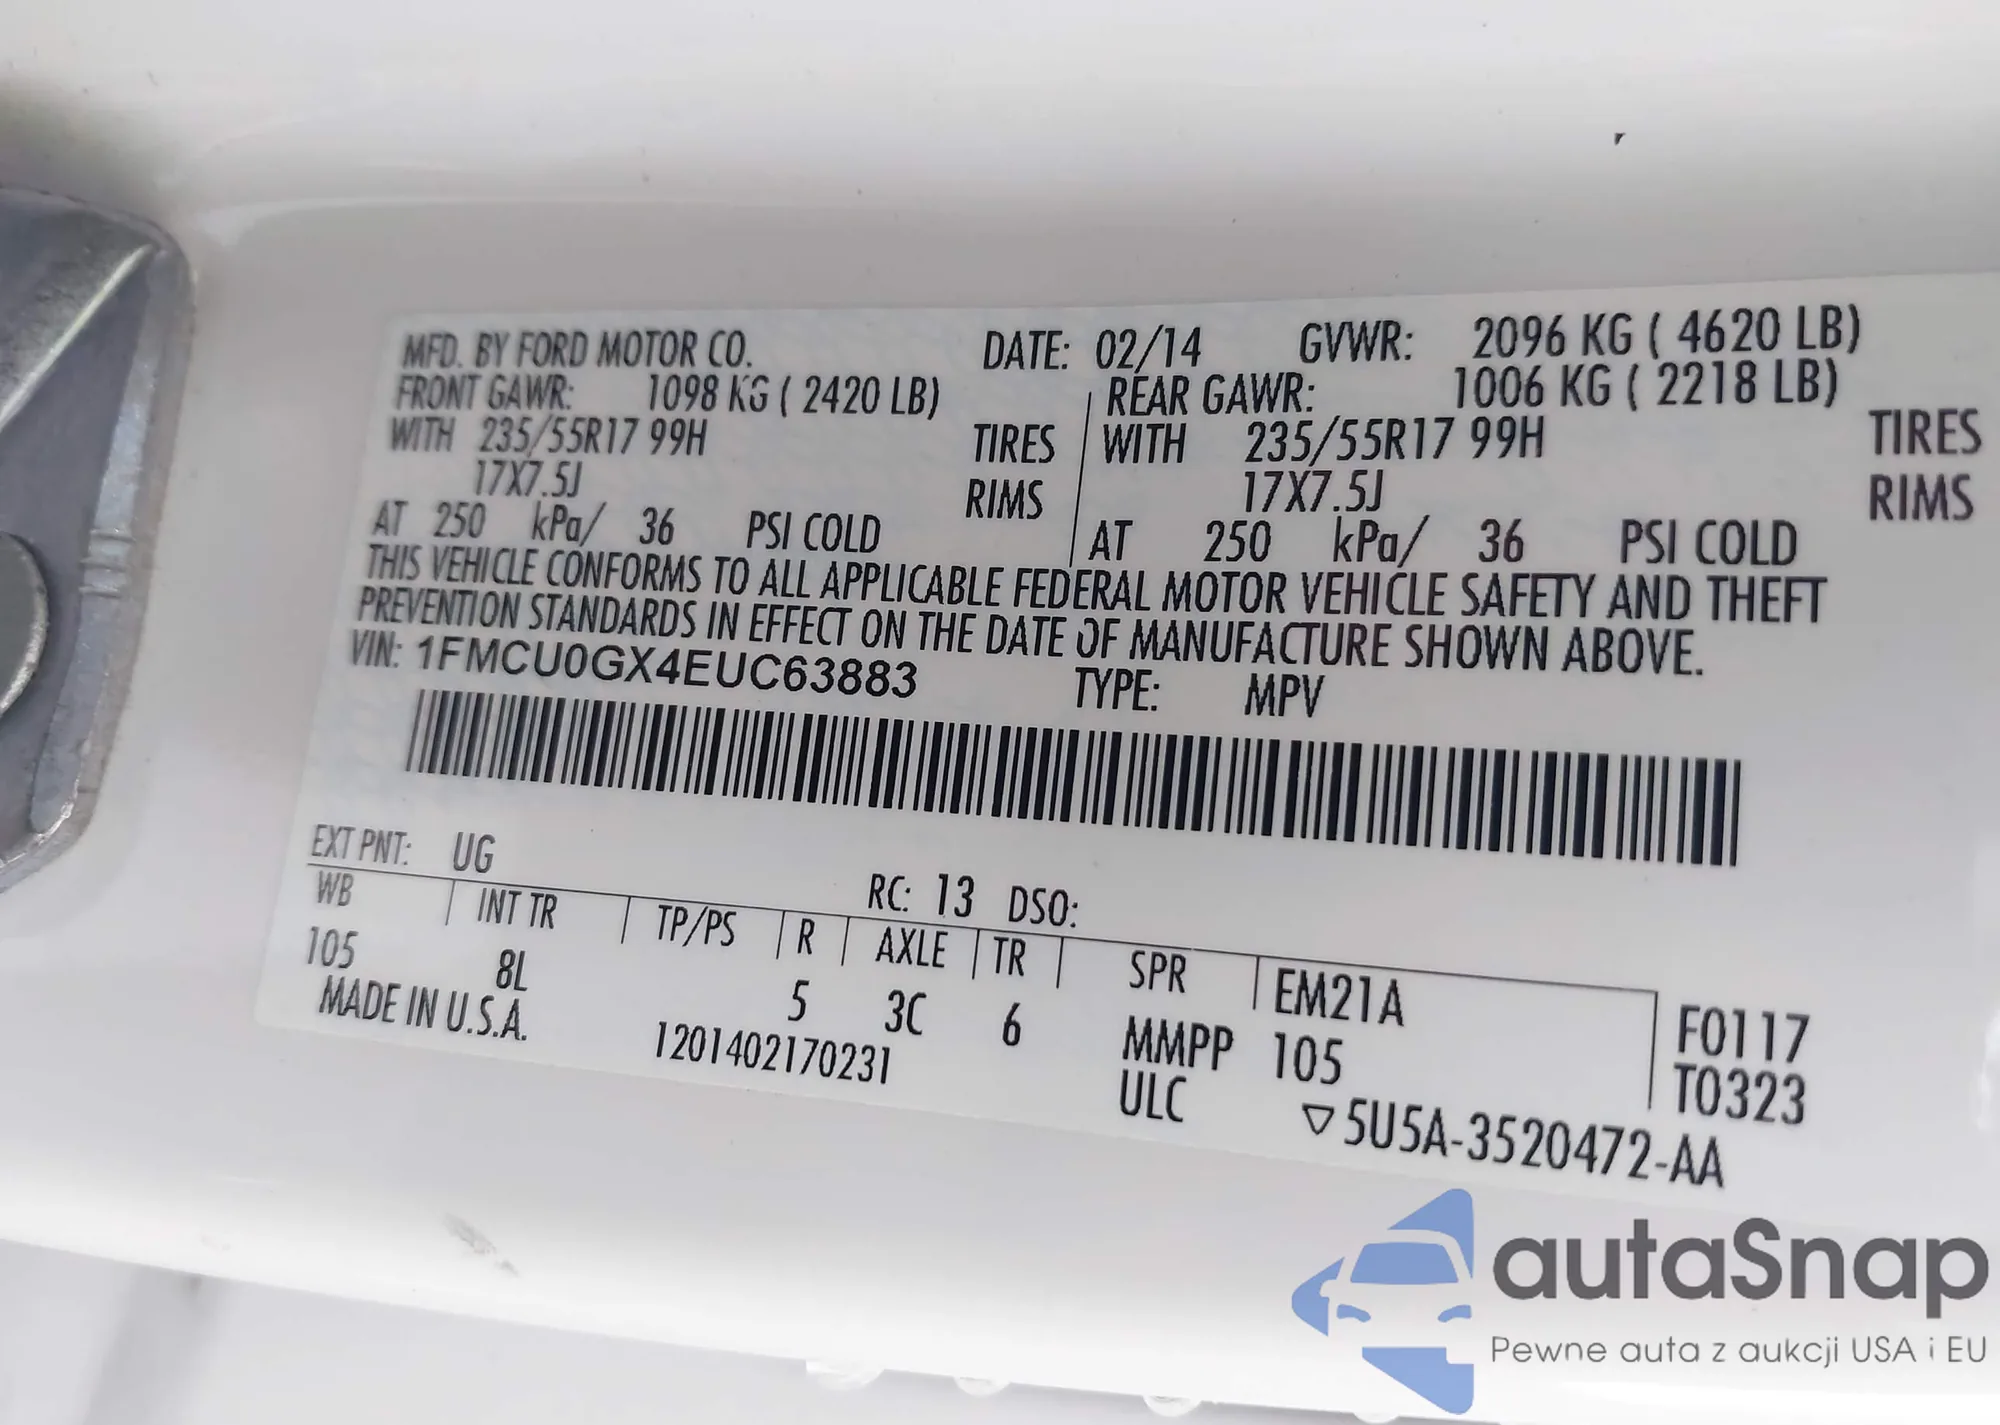 MFD. BY FORD MOTOR CO. DATE: 02/14 GVWR: 2096 KG ( 4620 LB)
FRONT GAWR: 1098 KG ( 2420 LB) REAR GAWR: 1006 KG ( 2218 LB)
WITH 235/55R17 99H TIRES WITH 235/55R17 99H TIRES
17X7.5J RIMS 17X7.5J RIMS
AT 250 kPa/ 36 PSI COLD AT 250 kPa/ 36 PSI COLD
THIS VEHICLE CONFORMS TO ALL APPLICABLE FEDERAL MOTOR VEHICLE SAFETY AND THEFT
PREVENTION STANDARDS IN EFFECT ON THE DATE OF MANUFACTURE SHOWN ABOVE.
VIN: 1FMCU0GX4EUC63883 TYPE: MPV
EXT PNT: UG RC: 13 DSO:
WB INT TR TP/PS R AXLE TR SPR EM21A F0117
105 8L 5 3C 6 MMPP 105 T0323
MADE IN U.S.A. 1201402170231 ULC ▽5U5A-3520472-AA
autaSnap
Pewne auta z aukcji USA i EU